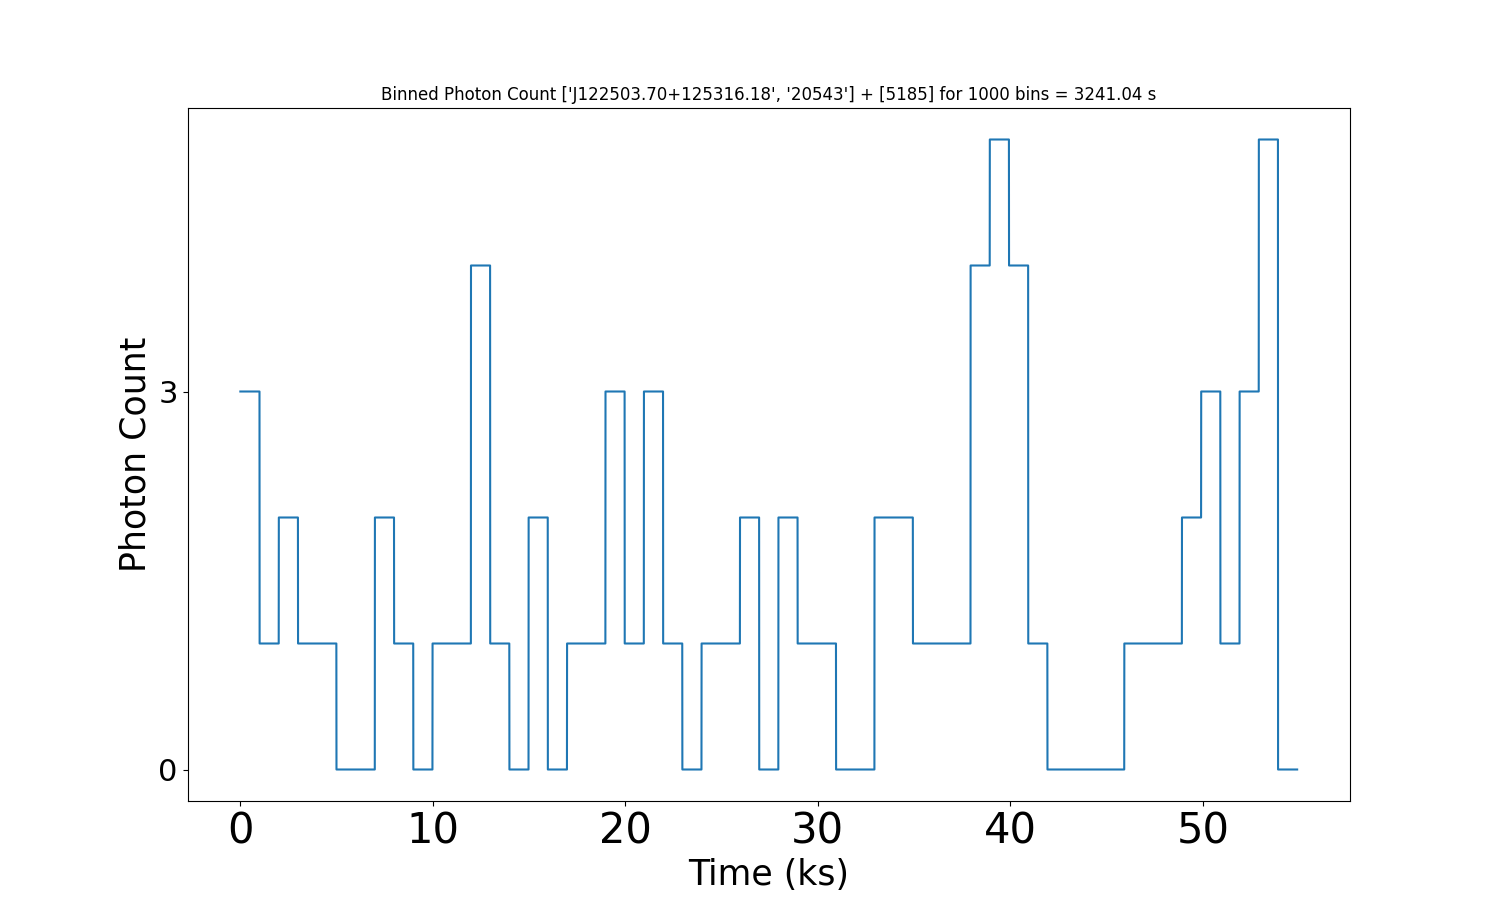 Binned Photon Count ['J122503.70+125316.18', '20543'] + [5185] for 1000 bins = 3241.04 s
Photon Count
3
0
0 10 20 30 40 50
Time (ks)